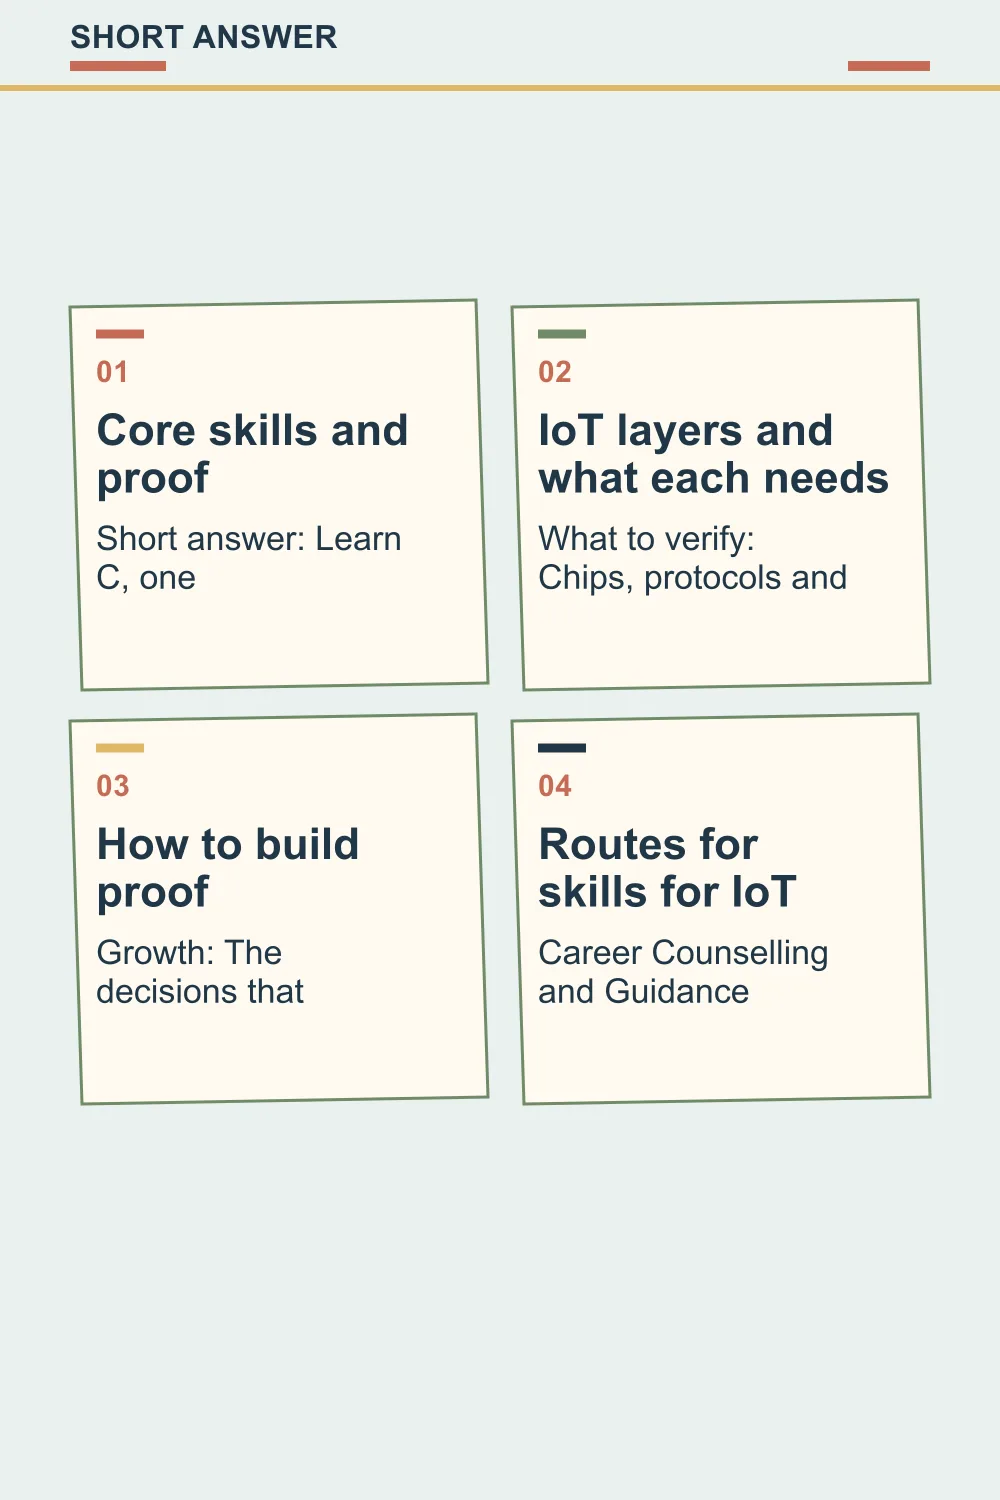 SHORT ANSWER
01
Core skills and
proof
Short answer: Learn
C, one
02
IoT layers and
what each needs
What to verify:
Chips, protocols and
03
How to build
proof
Growth: The
decisions that
04
Routes for
skills for IoT
Career Counselling
and Guidance